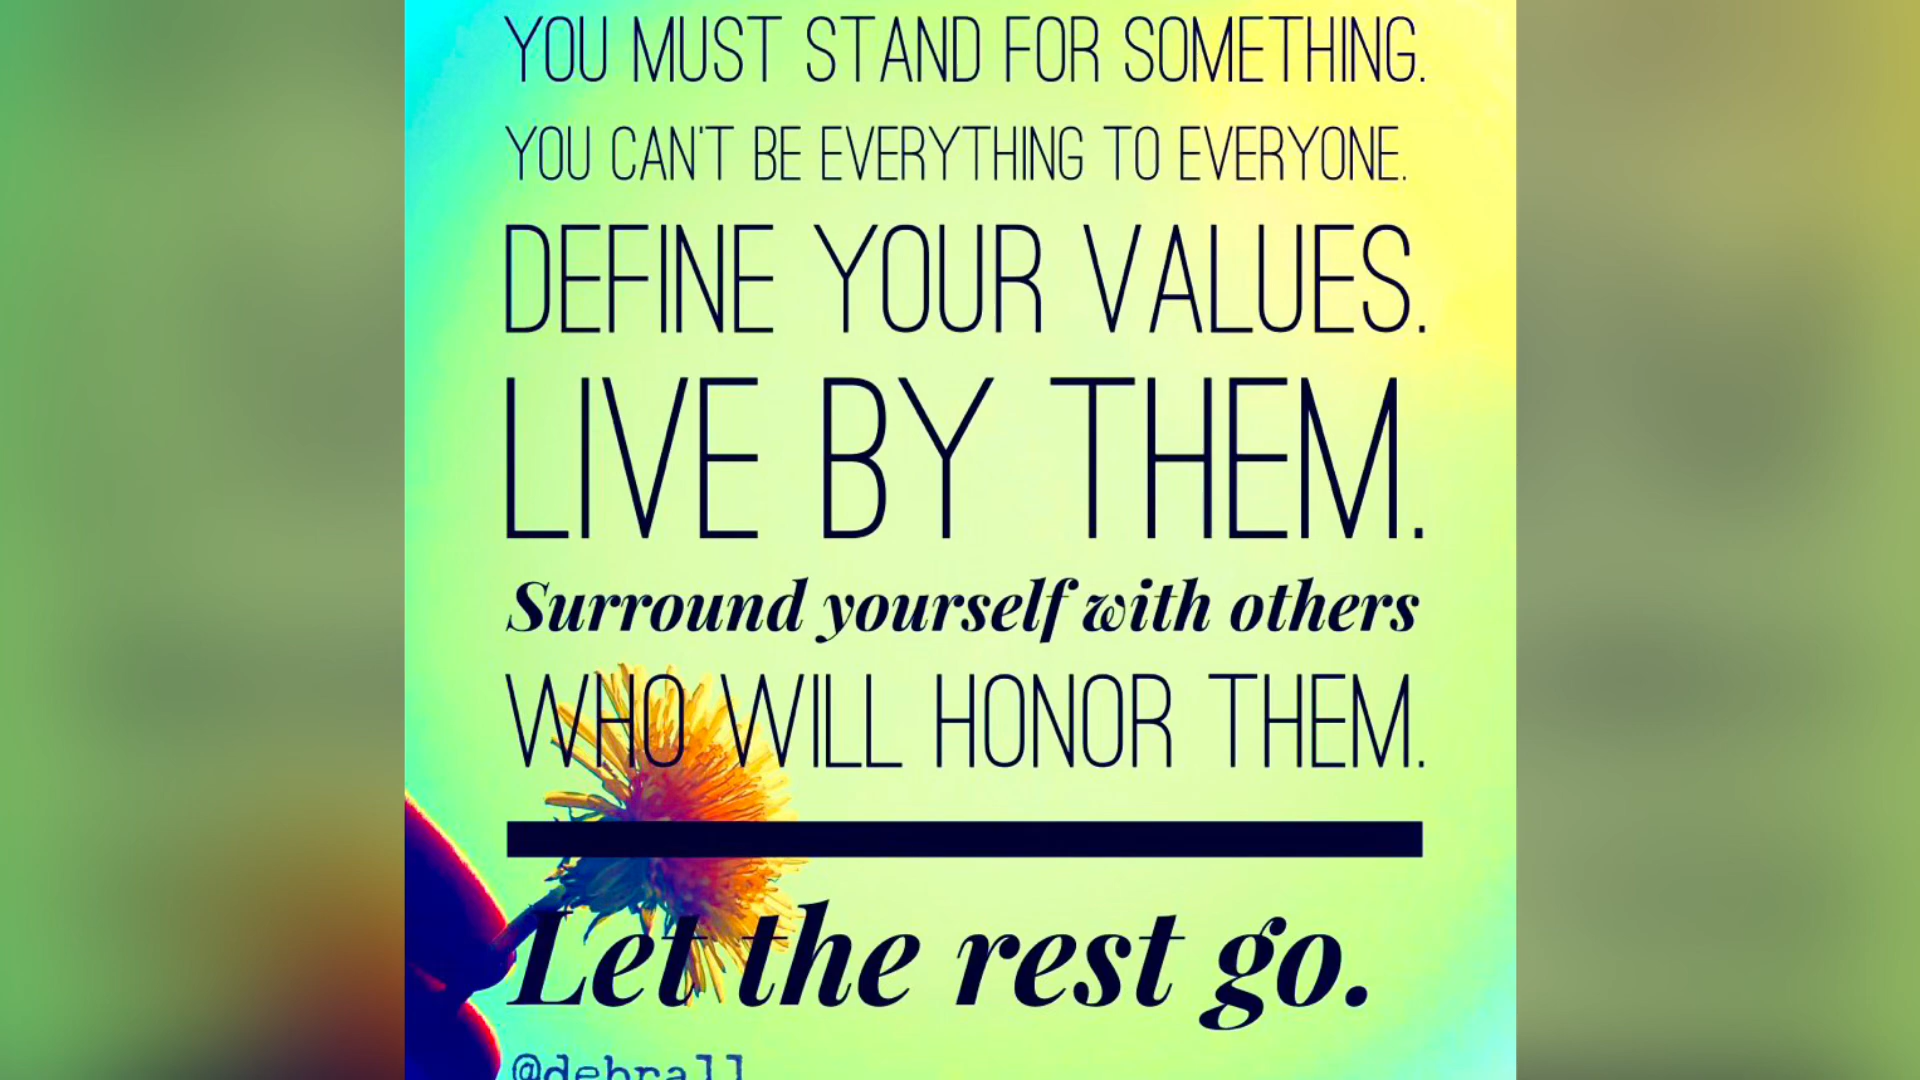 YOU MUST STAND FOR SOMETHING.
YOU CAN'T BE EVERYTHING TO EVERYONE.
DEFINE YOUR VALUES.
LIVE BY THEM.
Surround yourself with others
WHO WILL HONOR THEM.
Let the rest go.
@debrall